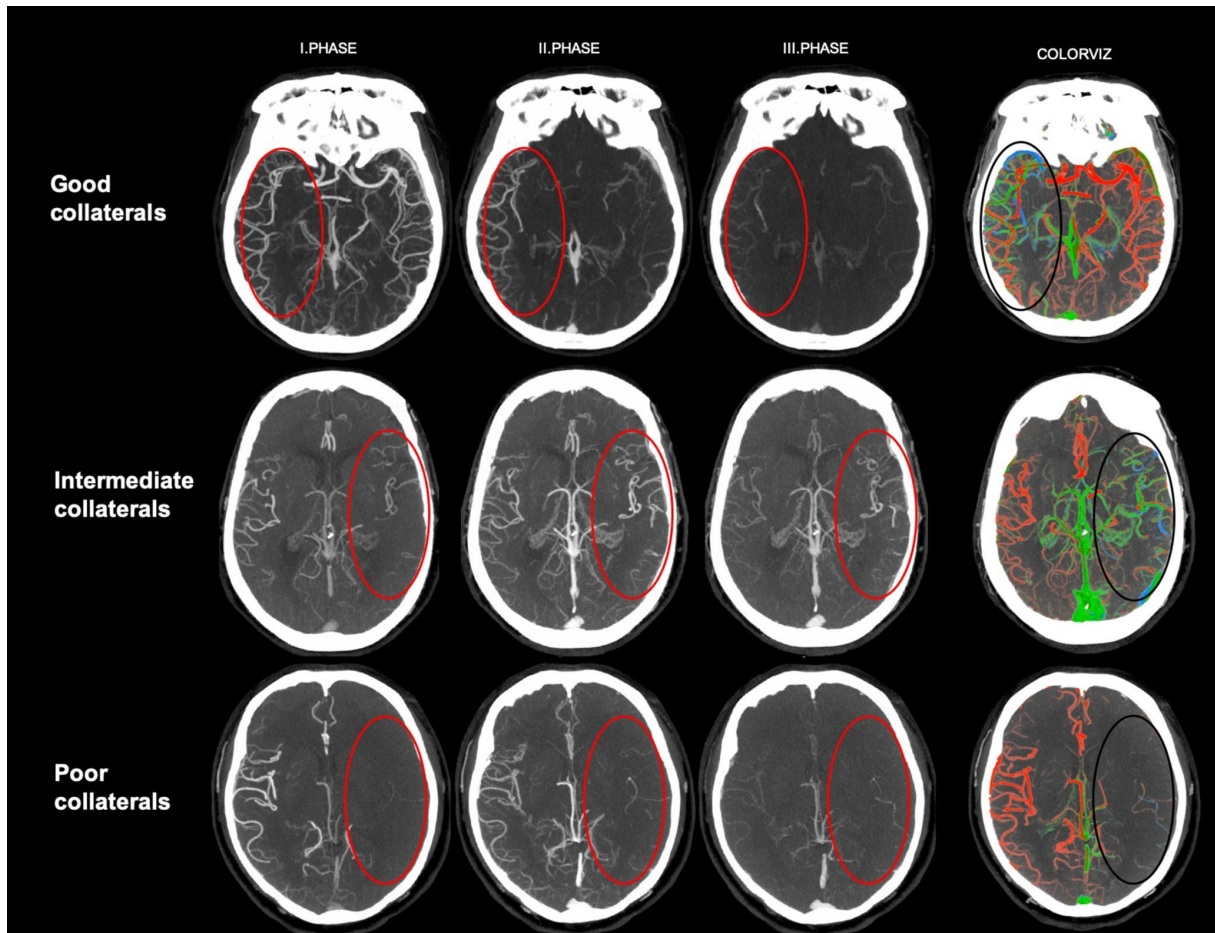 I.PHASE
II.PHASE
III.PHASE
COLORVIZ
Good
collaterals
Intermediate
collaterals
Poor
collaterals